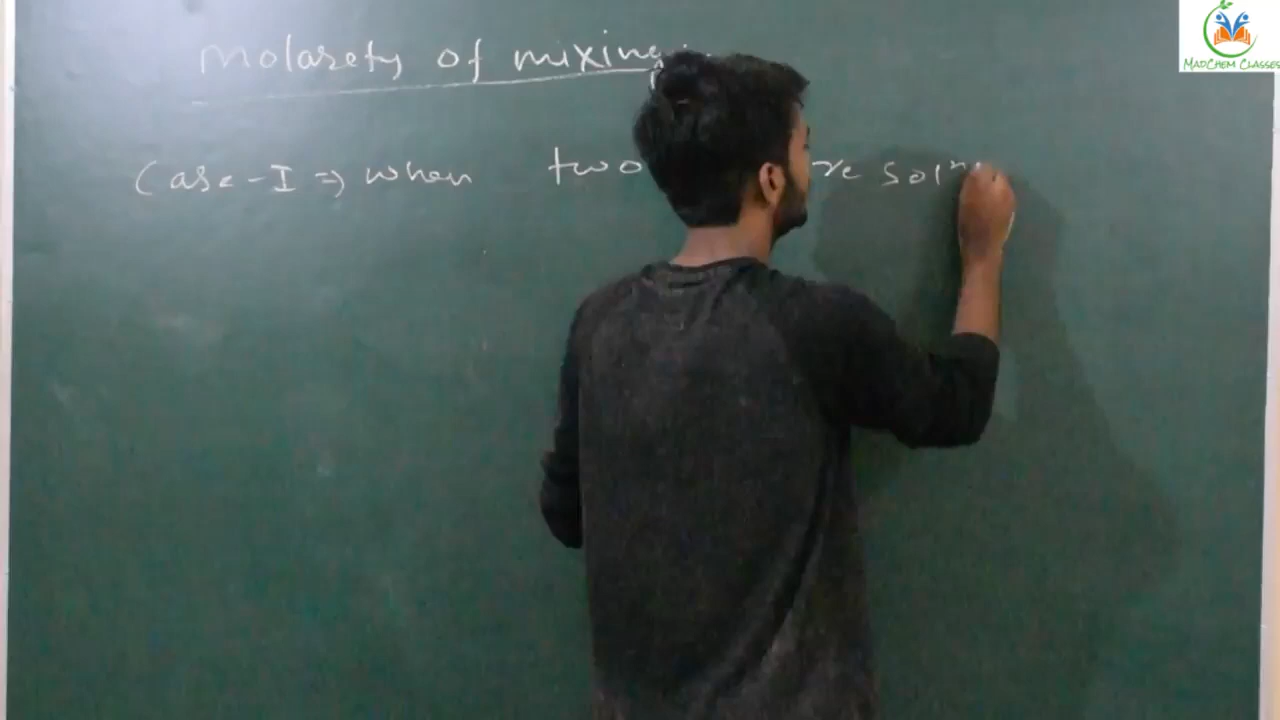 MADCHEM CLASSES
Molarety of mixing
Case-I ⇒ when two re soln